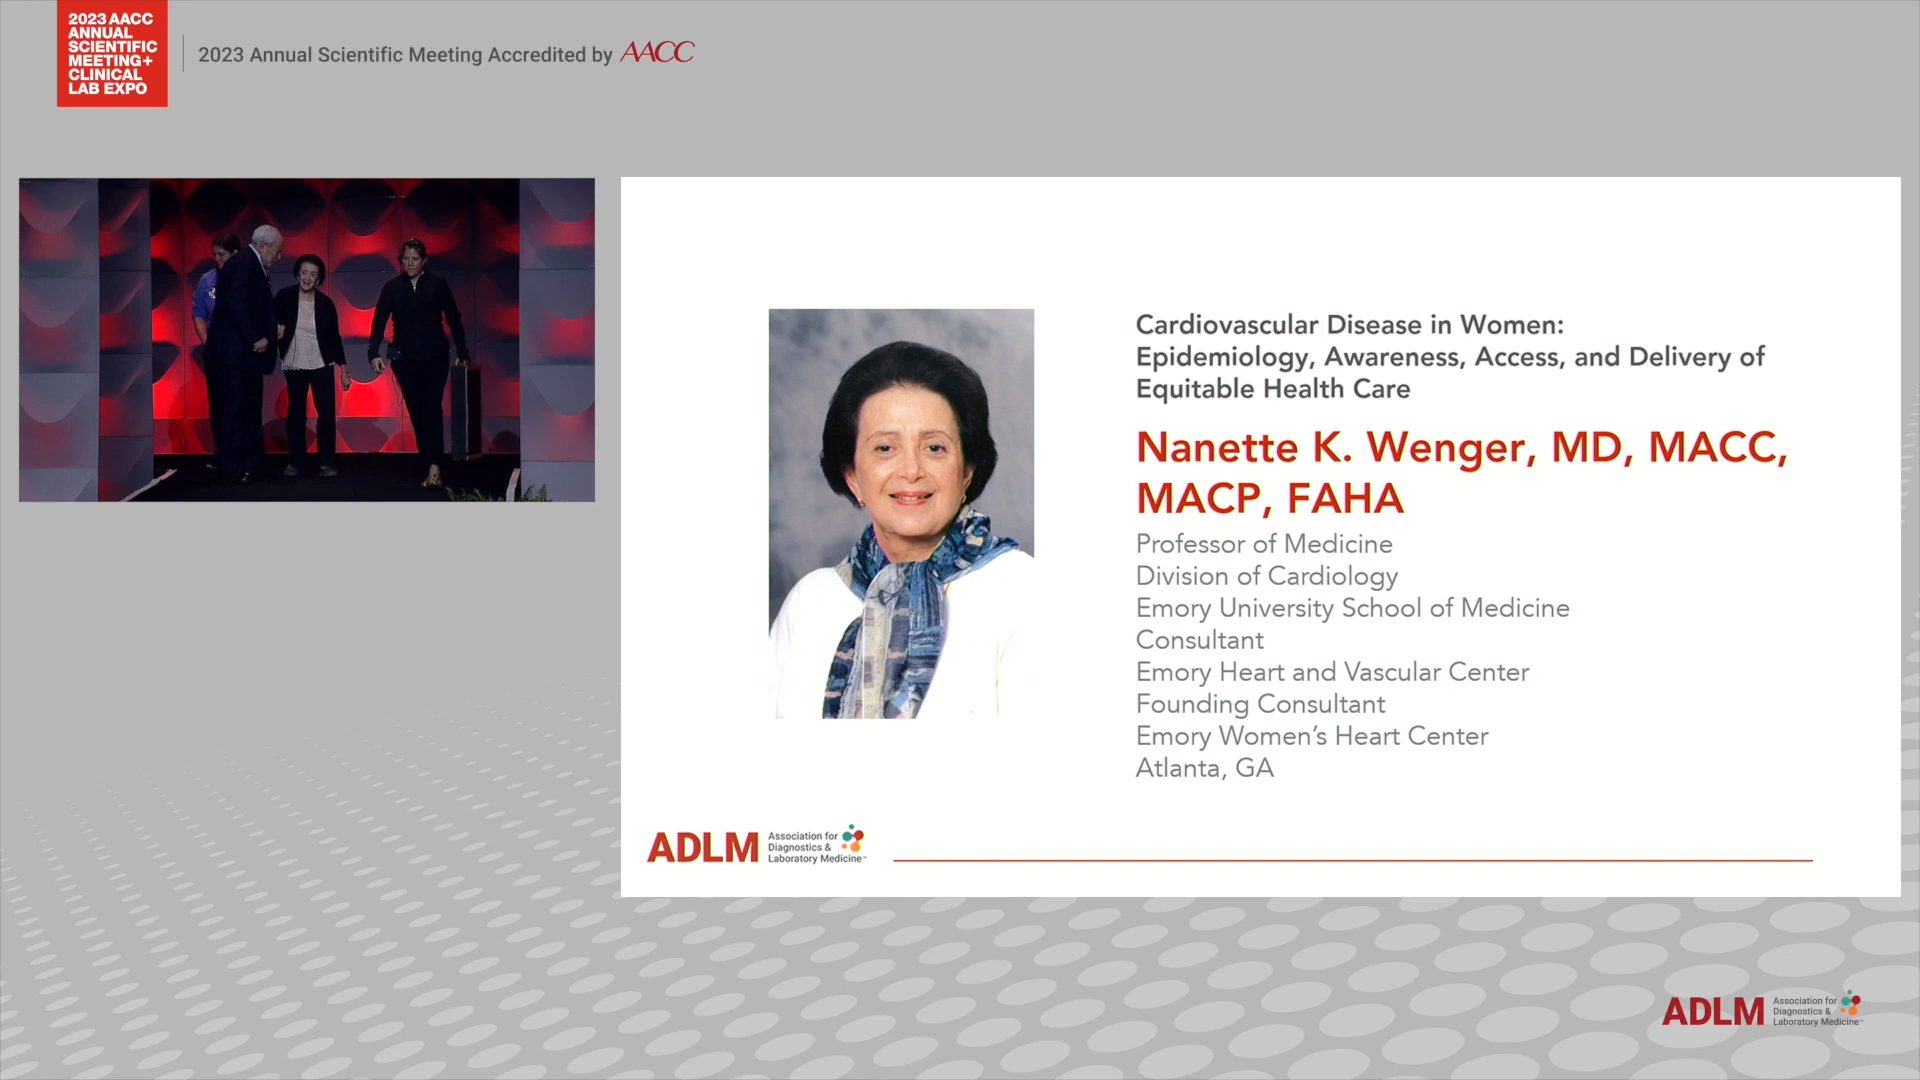 2023 AACC
ANNUAL
SCIENTIFIC
MEETING+
CLINICAL
LAB EXPO
2023 Annual Scientific Meeting Accredited by AACC
Cardiovascular Disease in Women:
Epidemiology, Awareness, Access, and Delivery of
Equitable Health Care
Nanette K. Wenger, MD, MACC,
MACP, FAHA
Professor of Medicine
Division of Cardiology
Emory University School of Medicine
Consultant
Emory Heart and Vascular Center
Founding Consultant
Emory Women’s Heart Center
Atlanta, GA
ADLM
Association for
Diagnostics &
Laboratory Medicine™
ADLM
Association for
Diagnostics &
Laboratory Medicine™